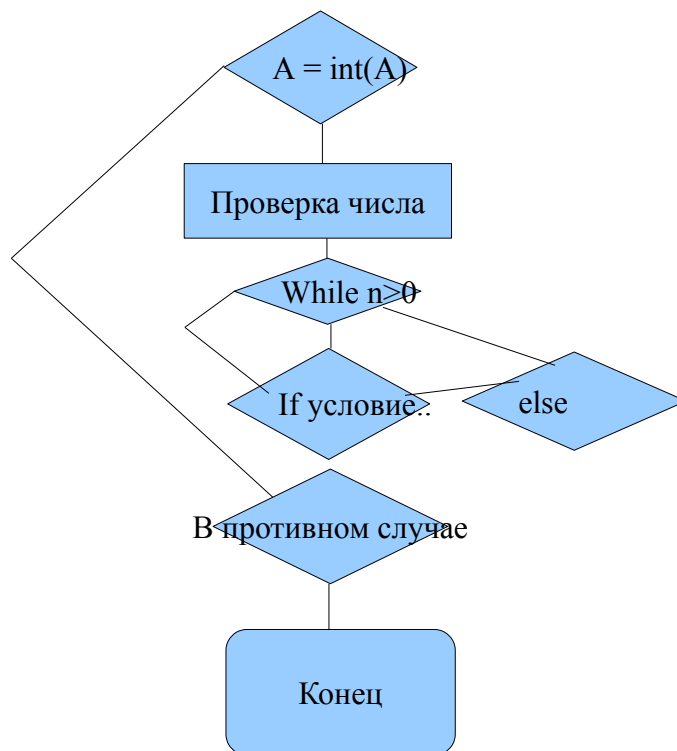 A = int(A)
Проверка числа
While n>0
If условие..
else
В противном случае
Конец